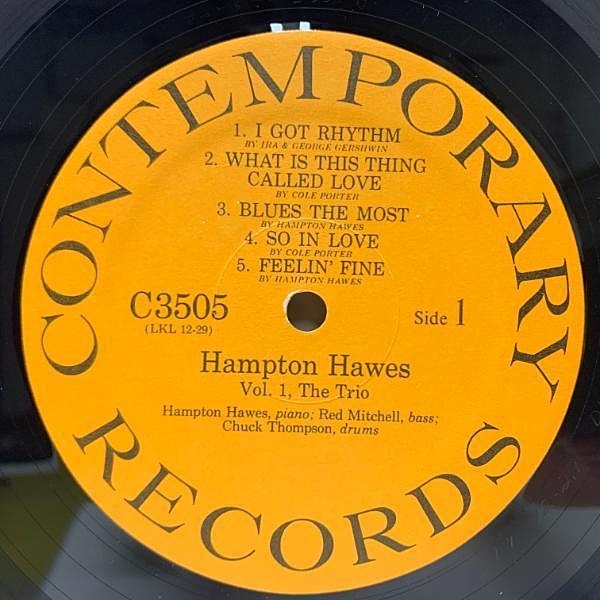 CONTEMPORARY
1. I GOT RHYTHM
BY IRA & GEORGE GERSHWIN
2. WHAT IS THIS THING
CALLED LOVE
BY COLE PORTER
3. BLUES THE MOST
BY HAMPTON HAWES
4. SO IN LOVE
BY COLE PORTER
5. FEELIN' FINE
BY HAMPTON HAWES
C3505
(LKL 12-29)
Side 1
Hampton Hawes
Vol. 1, The Trio
Hampton Hawes, piano; Red Mitchell, bass;
Chuck Thompson, drums
RECORDS